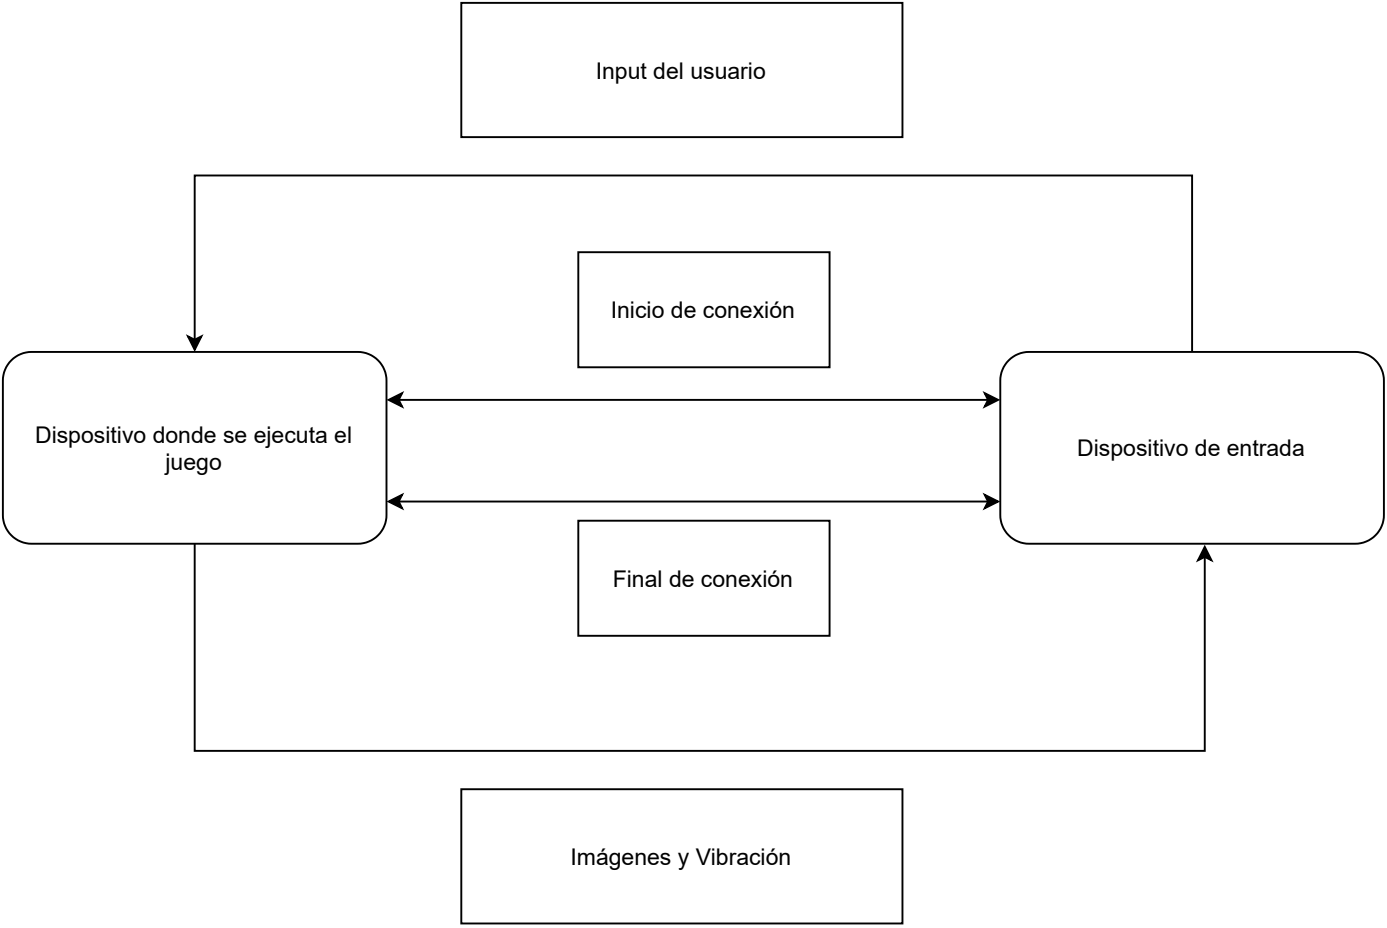 Input del usuario
Inicio de conexión
Dispositivo donde se ejecuta el
juego
Dispositivo de entrada
Final de conexión
Imágenes y Vibración